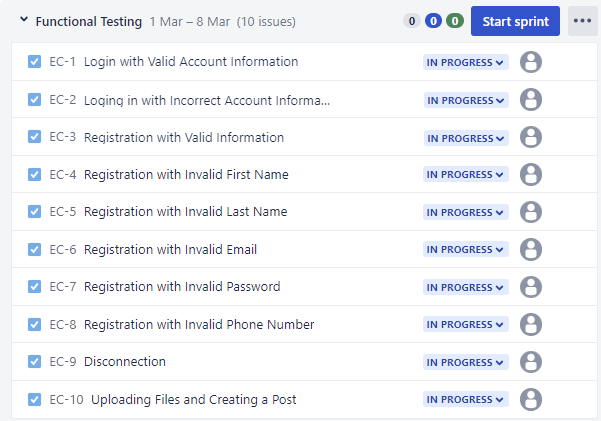 Functional Testing 1 Mar – 8 Mar (10 issues) 0 0 0 Start sprint
EC-1 Login with Valid Account Information IN PROGRESS
EC-2 Loging in with Incorrect Account Informa... IN PROGRESS
EC-3 Registration with Valid Information IN PROGRESS
EC-4 Registration with Invalid First Name IN PROGRESS
EC-5 Registration with Invalid Last Name IN PROGRESS
EC-6 Registration with Invalid Email IN PROGRESS
EC-7 Registration with Invalid Password IN PROGRESS
EC-8 Registration with Invalid Phone Number IN PROGRESS
EC-9 Disconnection IN PROGRESS
EC-10 Uploading Files and Creating a Post IN PROGRESS